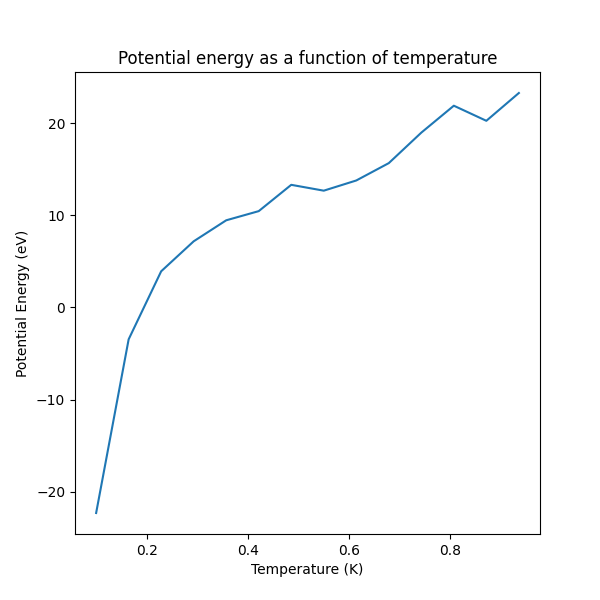 Potential energy as a function of temperature
20
10
0
−10
−20
Potential Energy (eV)
0.2 0.4 0.6 0.8
Temperature (K)